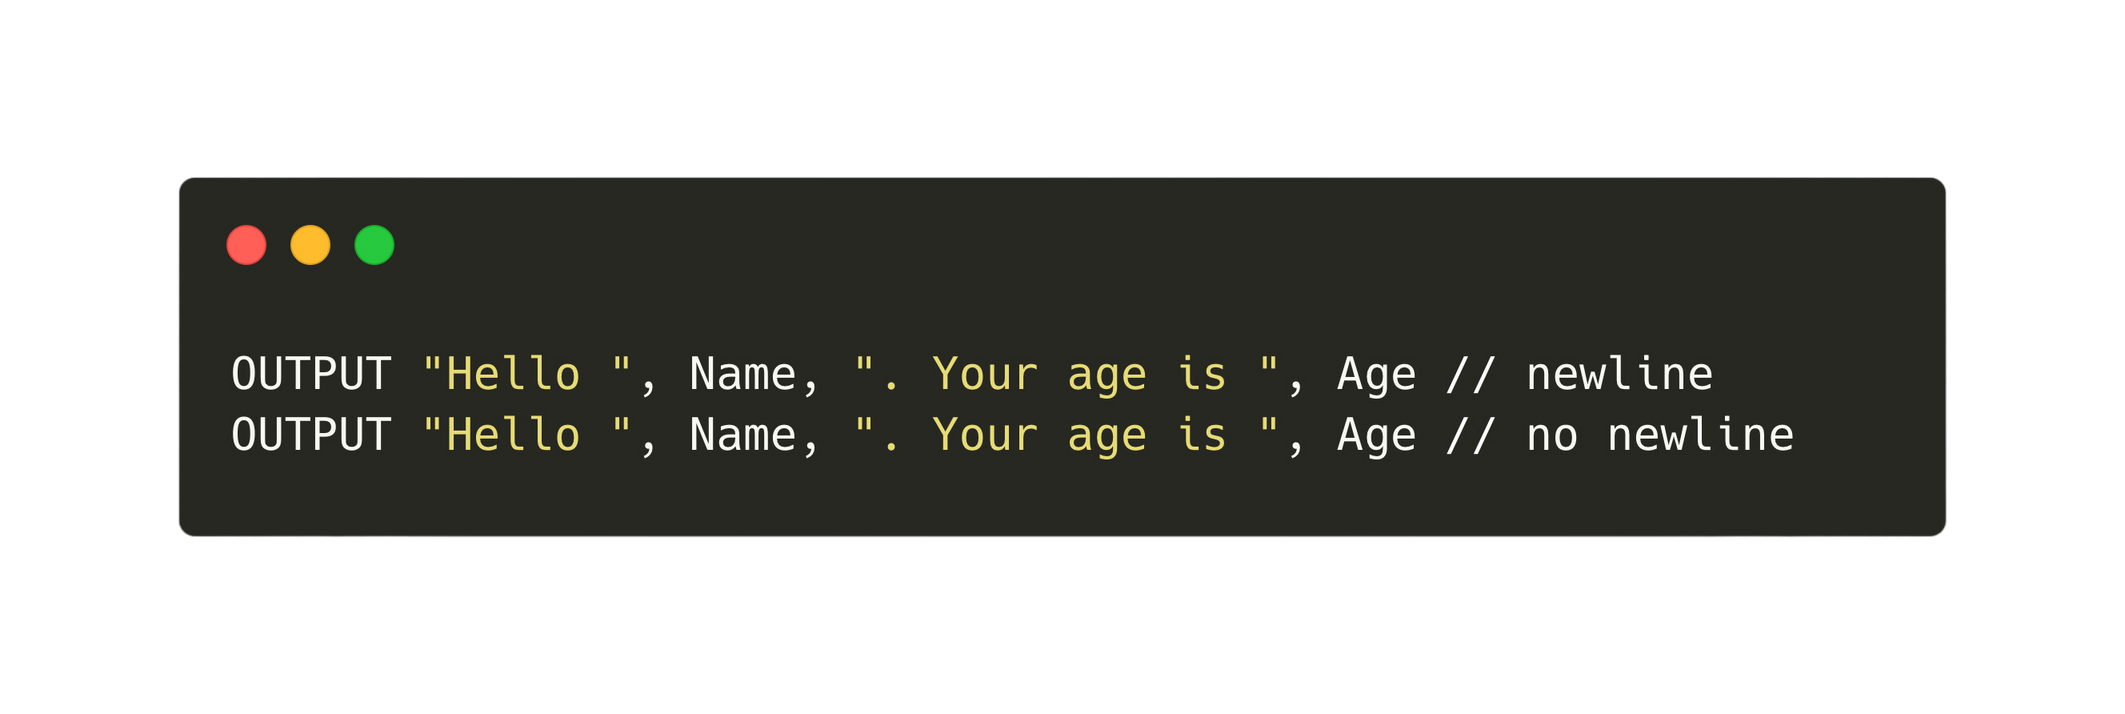 OUTPUT "Hello ", Name, ". Your age is ", Age // newline
OUTPUT "Hello ", Name, ". Your age is ", Age // no newline